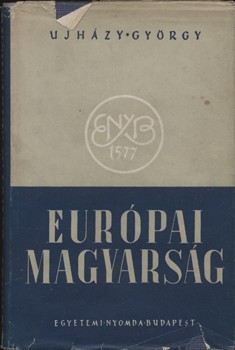 UJHÁZY·GYÖRGY
ENYB
1577
EURÓPAI
MAGYARSÁG
EGYETEMI·NYOMDA·BUDAPEST